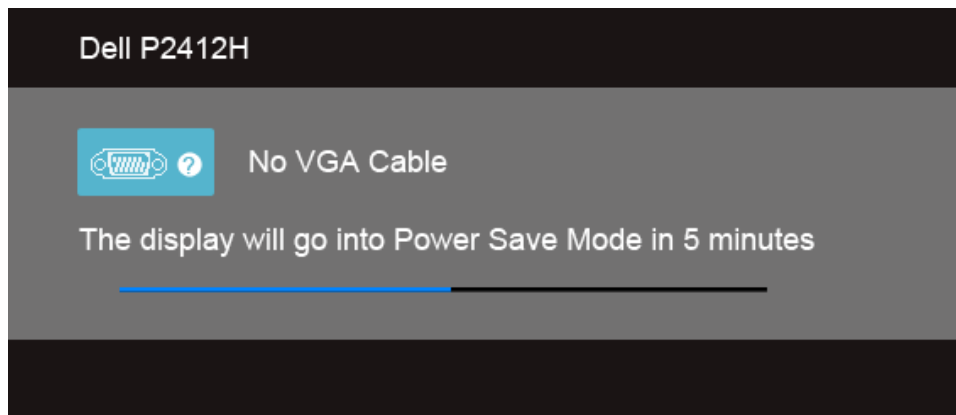 Dell P2412H
No VGA Cable
The display will go into Power Save Mode in 5 minutes